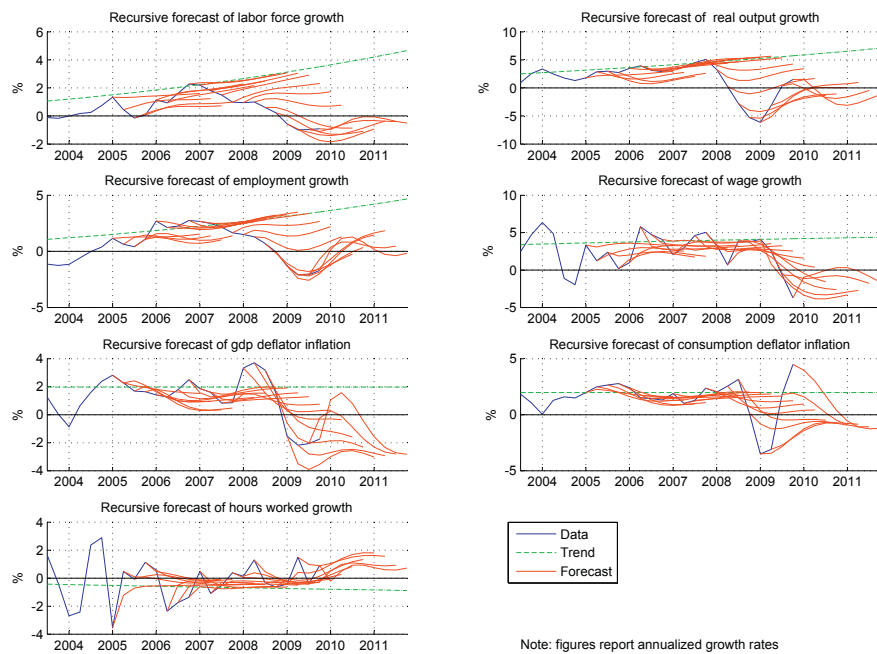 Recursive forecast of labor force growth
6
4
2
0
-2
%
2004 2005 2006 2007 2008 2009 2010 2011
Recursive forecast of real output growth
10
5
0
-5
-10
%
2004 2005 2006 2007 2008 2009 2010 2011
Recursive forecast of employment growth
5
0
-5
%
2004 2005 2006 2007 2008 2009 2010 2011
Recursive forecast of wage growth
10
5
0
-5
%
2004 2005 2006 2007 2008 2009 2010 2011
Recursive forecast of gdp deflator inflation
4
2
0
-2
-4
%
2004 2005 2006 2007 2008 2009 2010 2011
Recursive forecast of consumption deflator inflation
5
0
-5
%
2004 2005 2006 2007 2008 2009 2010 2011
Recursive forecast of hours worked growth
4
2
0
-2
-4
%
2004 2005 2006 2007 2008 2009 2010 2011
Data
Trend
Forecast
Note: figures report annualized growth rates